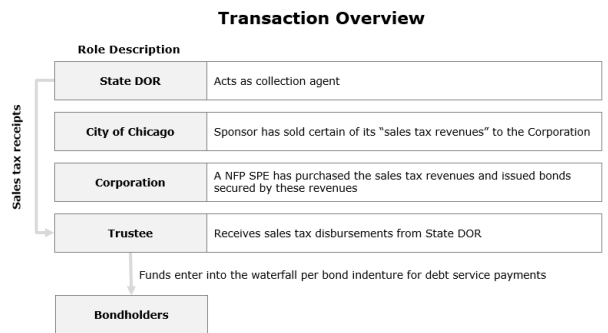 Transaction Overview
Role Description
State DOR
Acts as collection agent
City of Chicago
Sponsor has sold certain of its “sales tax revenues” to the Corporation
Corporation
A NFP SPE has purchased the sales tax revenues and issued bonds
secured by these revenues
Trustee
Receives sales tax disbursements from State DOR
Sales tax receipts
Funds enter into the waterfall per bond indenture for debt service payments
Bondholders